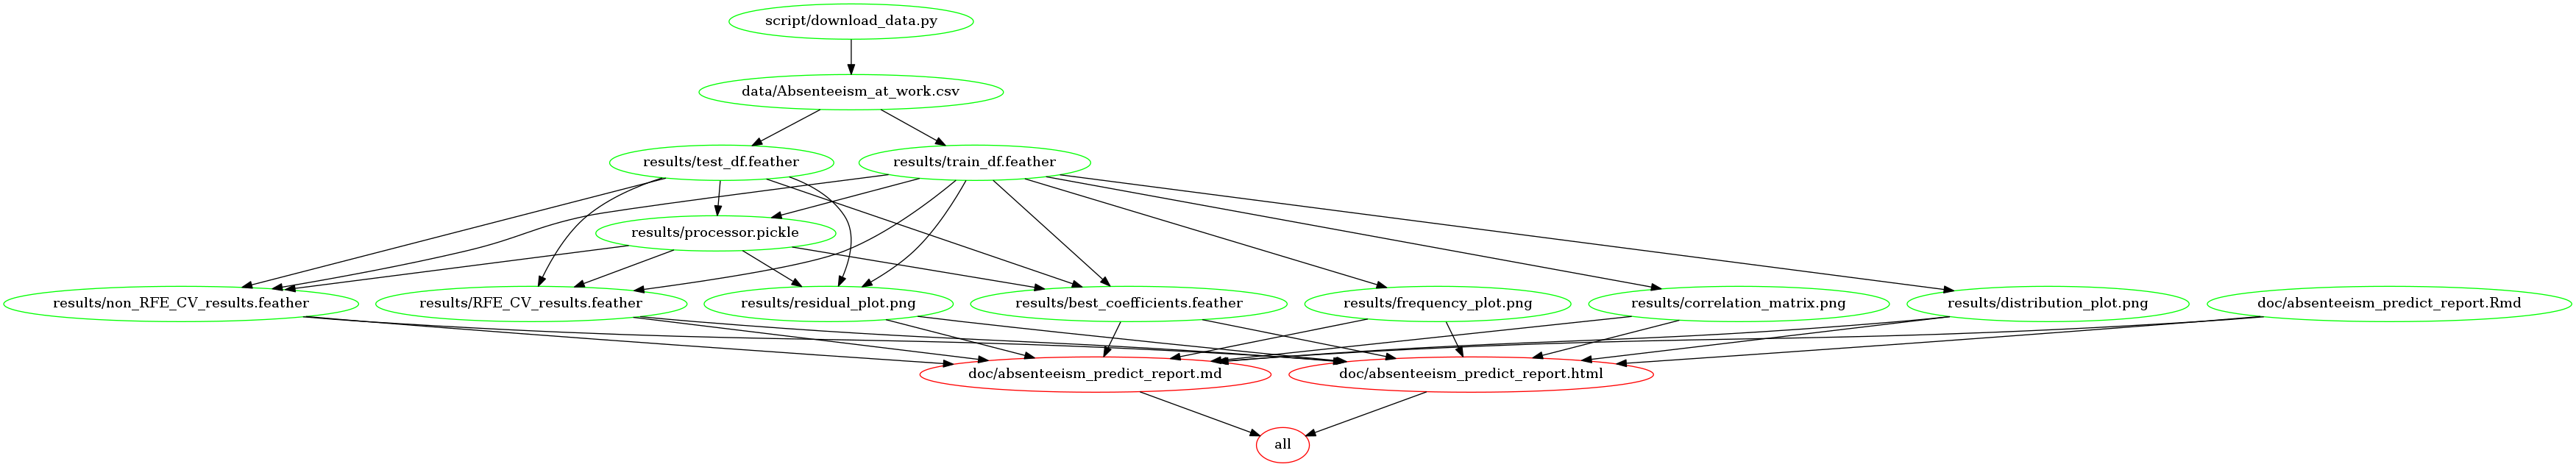 script/download_data.py
data/Absenteeism_at_work.csv
results/test_df.feather
results/train_df.feather
results/processor.pickle
results/non_RFE_CV_results.feather
results/RFE_CV_results.feather
results/residual_plot.png
results/best_coefficients.feather
results/frequency_plot.png
results/correlation_matrix.png
results/distribution_plot.png
doc/absenteeism_predict_report.Rmd
doc/absenteeism_predict_report.md
doc/absenteeism_predict_report.html
all